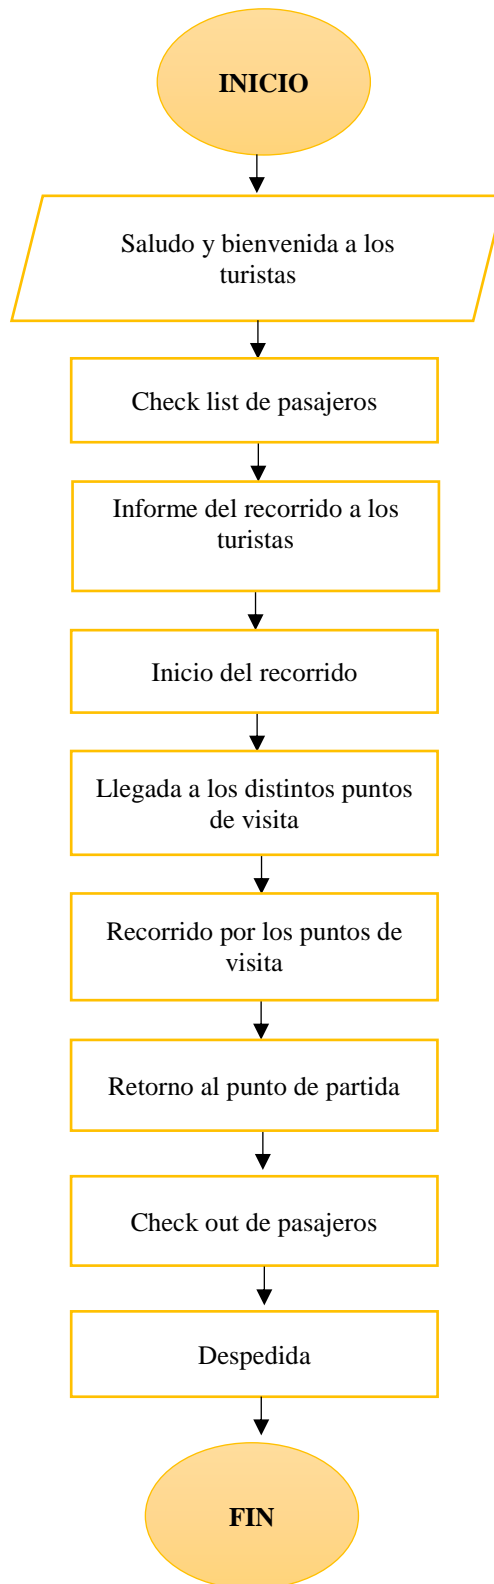 INICIO
Saludo y bienvenida a los
turistas
Check list de pasajeros
Informe del recorrido a los
turistas
Inicio del recorrido
Llegada a los distintos puntos
de visita
Recorrido por los puntos de
visita
Retorno al punto de partida
Check out de pasajeros
Despedida
FIN